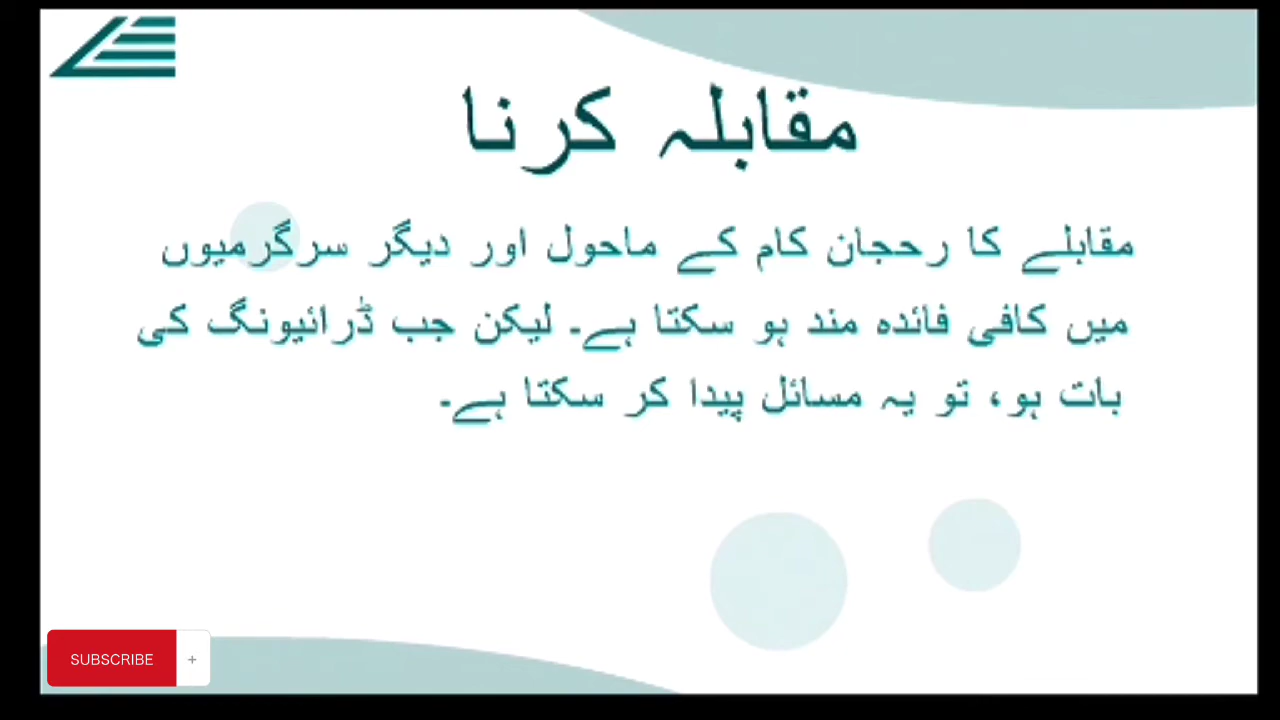 مقابلہ کرنا
مقابلے کا رحجان کام کے ماحول اور دیگر سرگرمیوں
میں کافی فائدہ مند ہو سکتا ہے۔ لیکن جب ڈرائیونگ کی
بات ہو، تو یہ مسائل پیدا کر سکتا ہے۔
SUBSCRIBE +